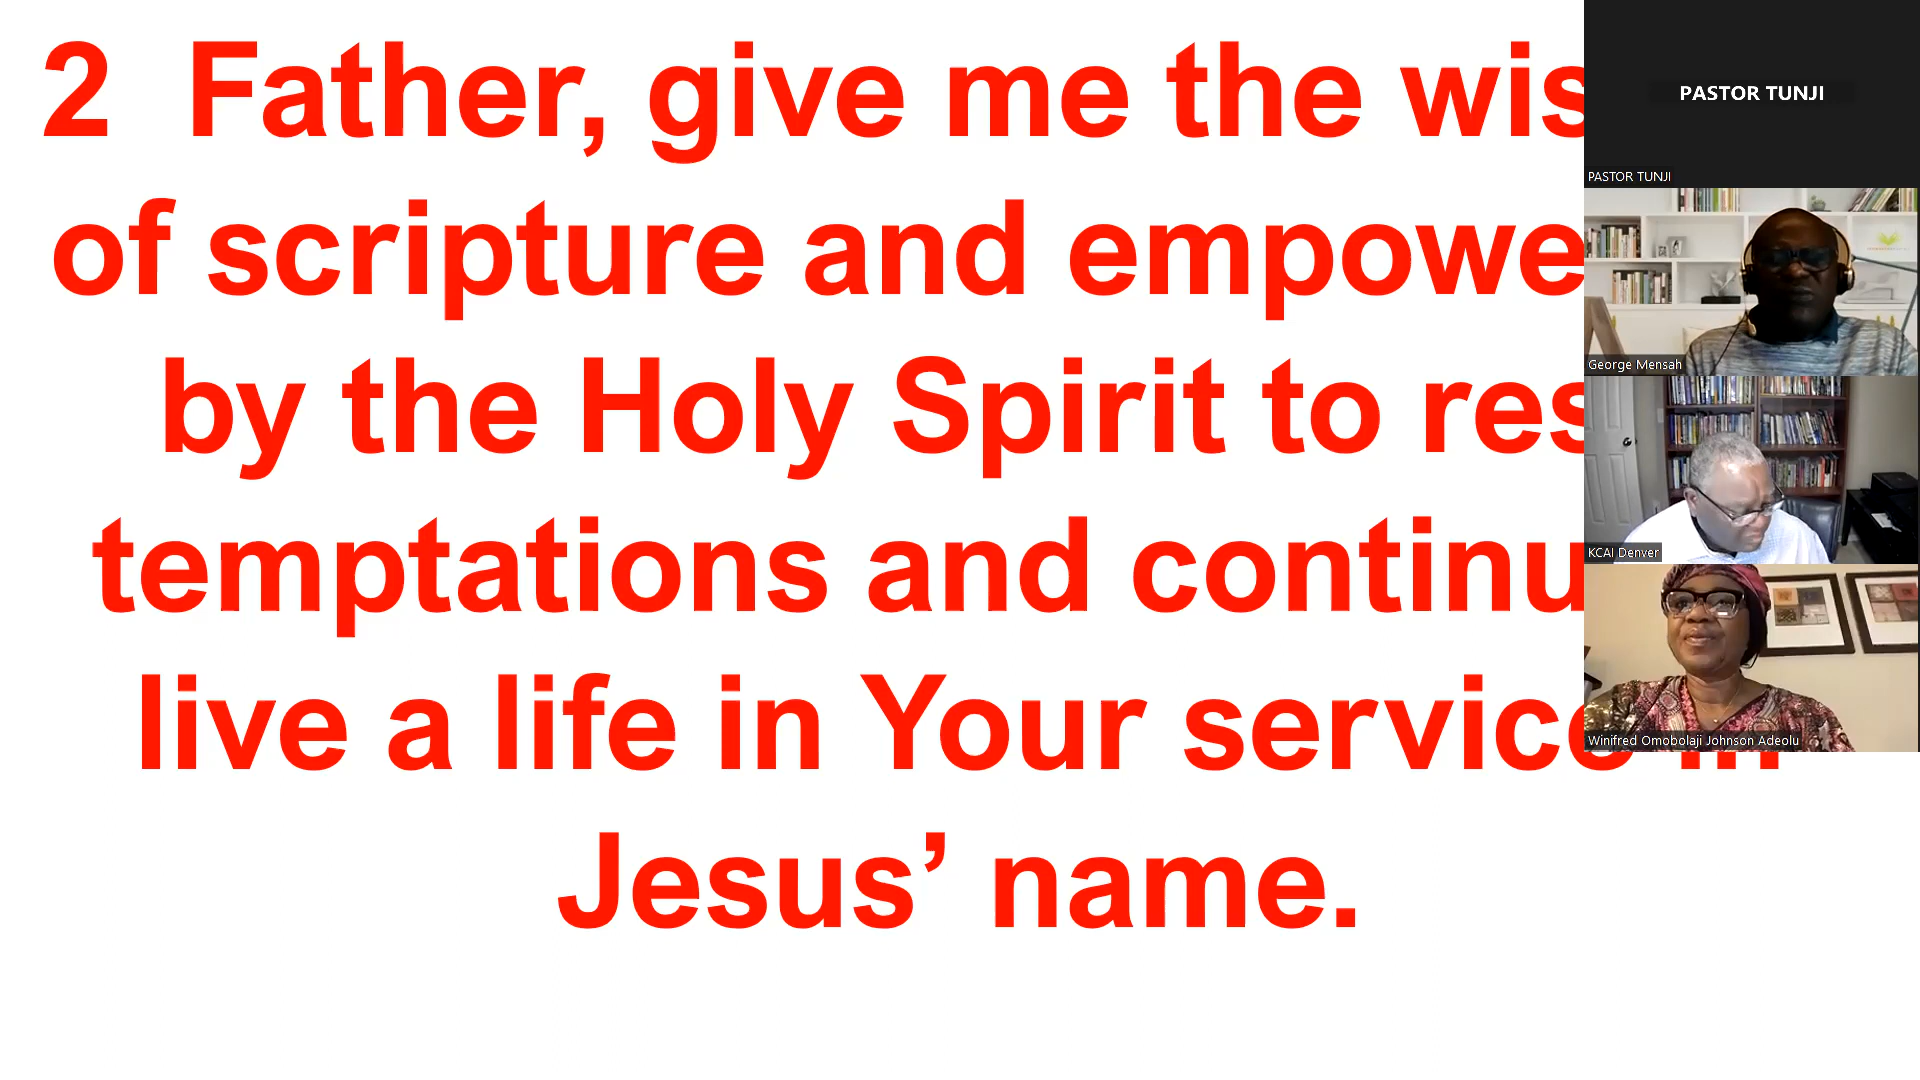 2 Father, give me the wis
of scripture and empowe
by the Holy Spirit to res
temptations and continu
live a life in Your service in
Jesus’ name.
PASTOR TUNJI
PASTOR TUNJI
George Mensah
KCAI Denver
Winifred Omobolaji Johnson Adeolu